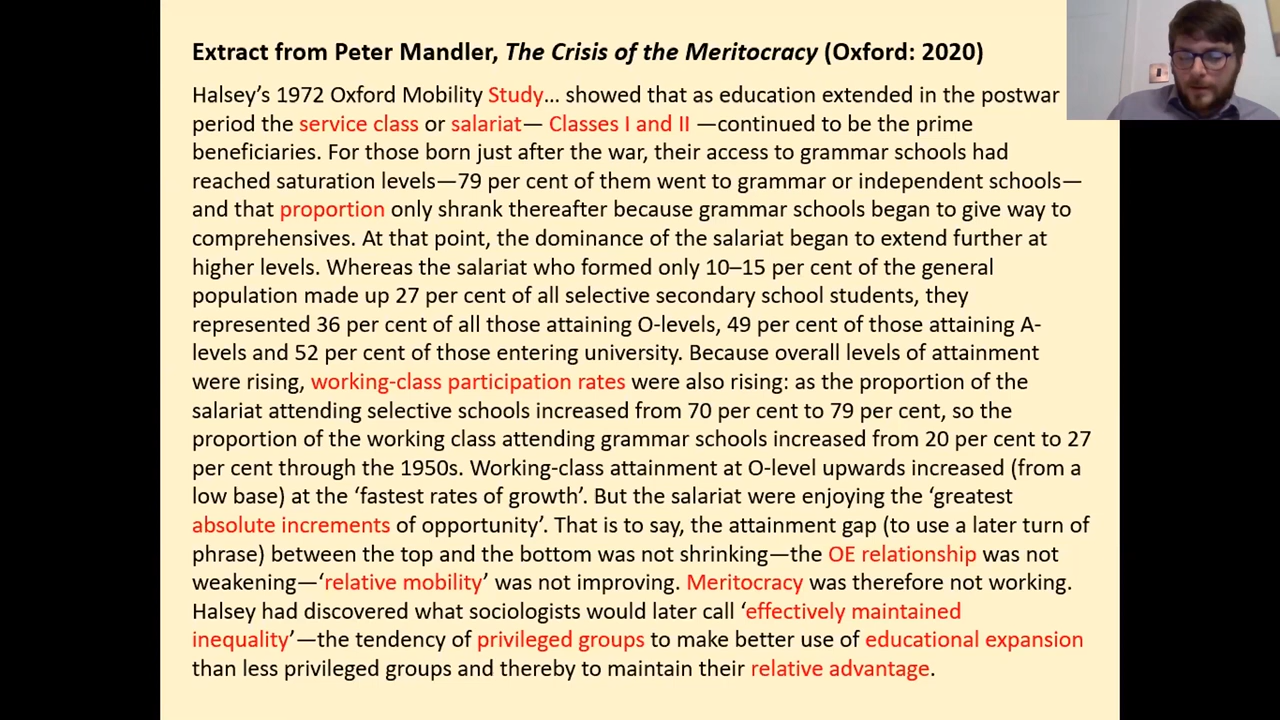 Extract from Peter Mandler, The Crisis of the Meritocracy (Oxford: 2020)
Halsey’s 1972 Oxford Mobility Study… showed that as education extended in the postwar
period the service class or salariat— Classes I and II —continued to be the prime
beneficiaries. For those born just after the war, their access to grammar schools had
reached saturation levels—79 per cent of them went to grammar or independent schools—
and that proportion only shrank thereafter because grammar schools began to give way to
comprehensives. At that point, the dominance of the salariat began to extend further at
higher levels. Whereas the salariat who formed only 10–15 per cent of the general
population made up 27 per cent of all selective secondary school students, they
represented 36 per cent of all those attaining O-levels, 49 per cent of those attaining A-
levels and 52 per cent of those entering university. Because overall levels of attainment
were rising, working-class participation rates were also rising: as the proportion of the
salariat attending selective schools increased from 70 per cent to 79 per cent, so the
proportion of the working class attending grammar schools increased from 20 per cent to 27
per cent through the 1950s. Working-class attainment at O-level upwards increased (from a
low base) at the ‘fastest rates of growth’. But the salariat were enjoying the ‘greatest
absolute increments of opportunity’. That is to say, the attainment gap (to use a later turn of
phrase) between the top and the bottom was not shrinking—the OE relationship was not
weakening—‘relative mobility’ was not improving. Meritocracy was therefore not working.
Halsey had discovered what sociologists would later call ‘effectively maintained
inequality’—the tendency of privileged groups to make better use of educational expansion
than less privileged groups and thereby to maintain their relative advantage.